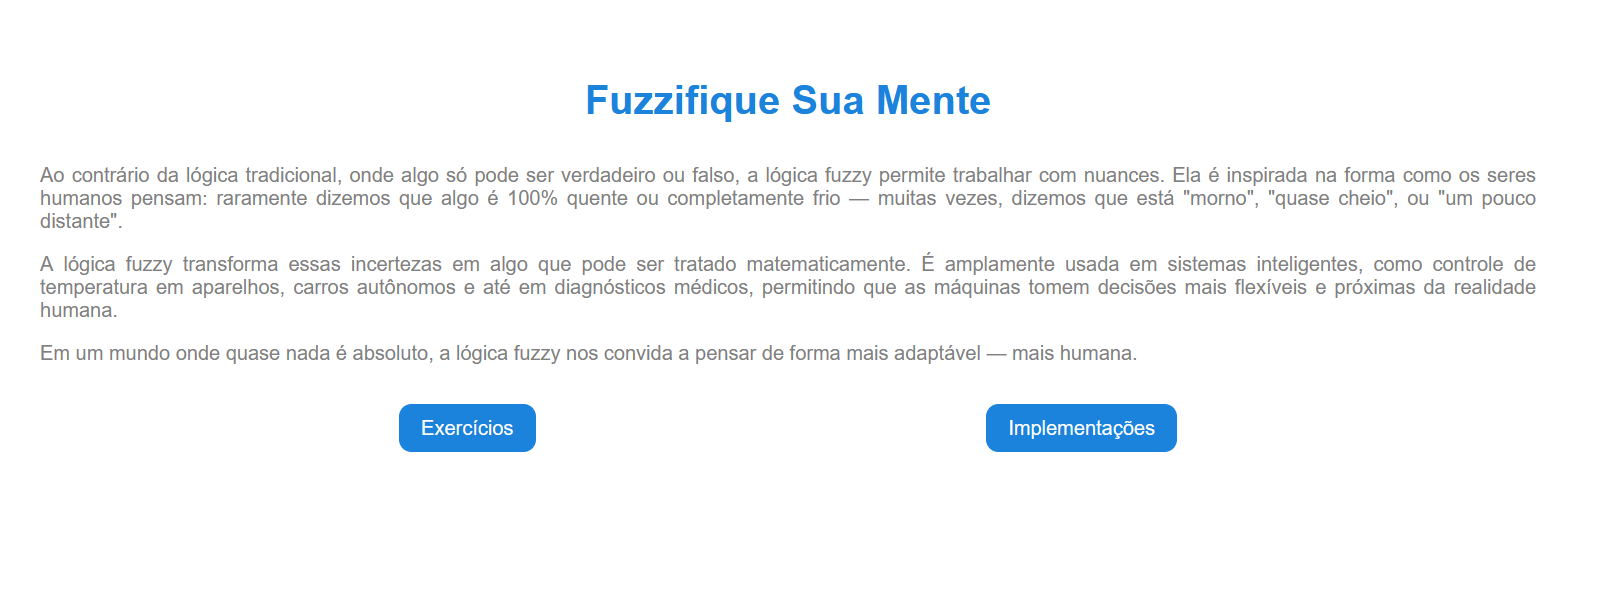 Fuzzifique Sua Mente
Ao contrário da lógica tradicional, onde algo só pode ser verdadeiro ou falso, a lógica fuzzy permite trabalhar com nuances. Ela é inspirada na forma como os seres
humanos pensam: raramente dizemos que algo é 100% quente ou completamente frio — muitas vezes, dizemos que está "morno", "quase cheio", ou "um pouco
distante".
A lógica fuzzy transforma essas incertezas em algo que pode ser tratado matematicamente. É amplamente usada em sistemas inteligentes, como controle de
temperatura em aparelhos, carros autônomos e até em diagnósticos médicos, permitindo que as máquinas tomem decisões mais flexíveis e próximas da realidade
humana.
Em um mundo onde quase nada é absoluto, a lógica fuzzy nos convida a pensar de forma mais adaptável — mais humana.
Exercícios
Implementações